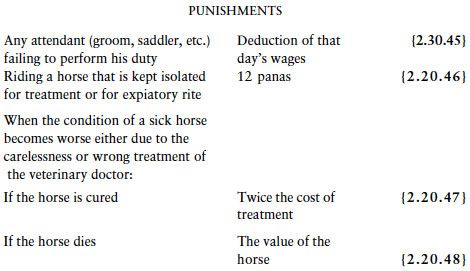 PUNISHMENTS
Any attendant (groom, saddler, etc.) Deduction of that {2.30.45}
failing to perform his duty day's wages
Riding a horse that is kept isolated 12 panas {2.20.46}
for treatment or for expiatory rite
When the condition of a sick horse
becomes worse either due to the
carelessness or wrong treatment of
the veterinary doctor:
If the horse is cured Twice the cost of {2.20.47}
treatment
If the horse dies The value of the
horse {2.20.48}